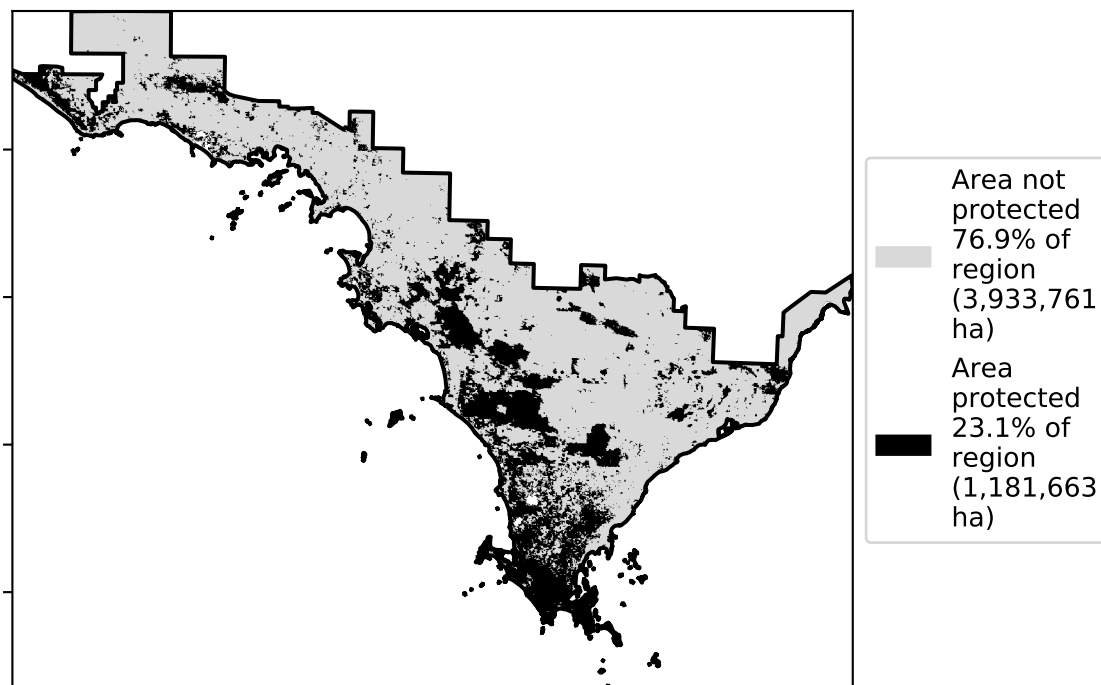 Area not
protected
76.9% of
region
(3,933,761
ha)
Area
protected
23.1% of
region
(1,181,663
ha)